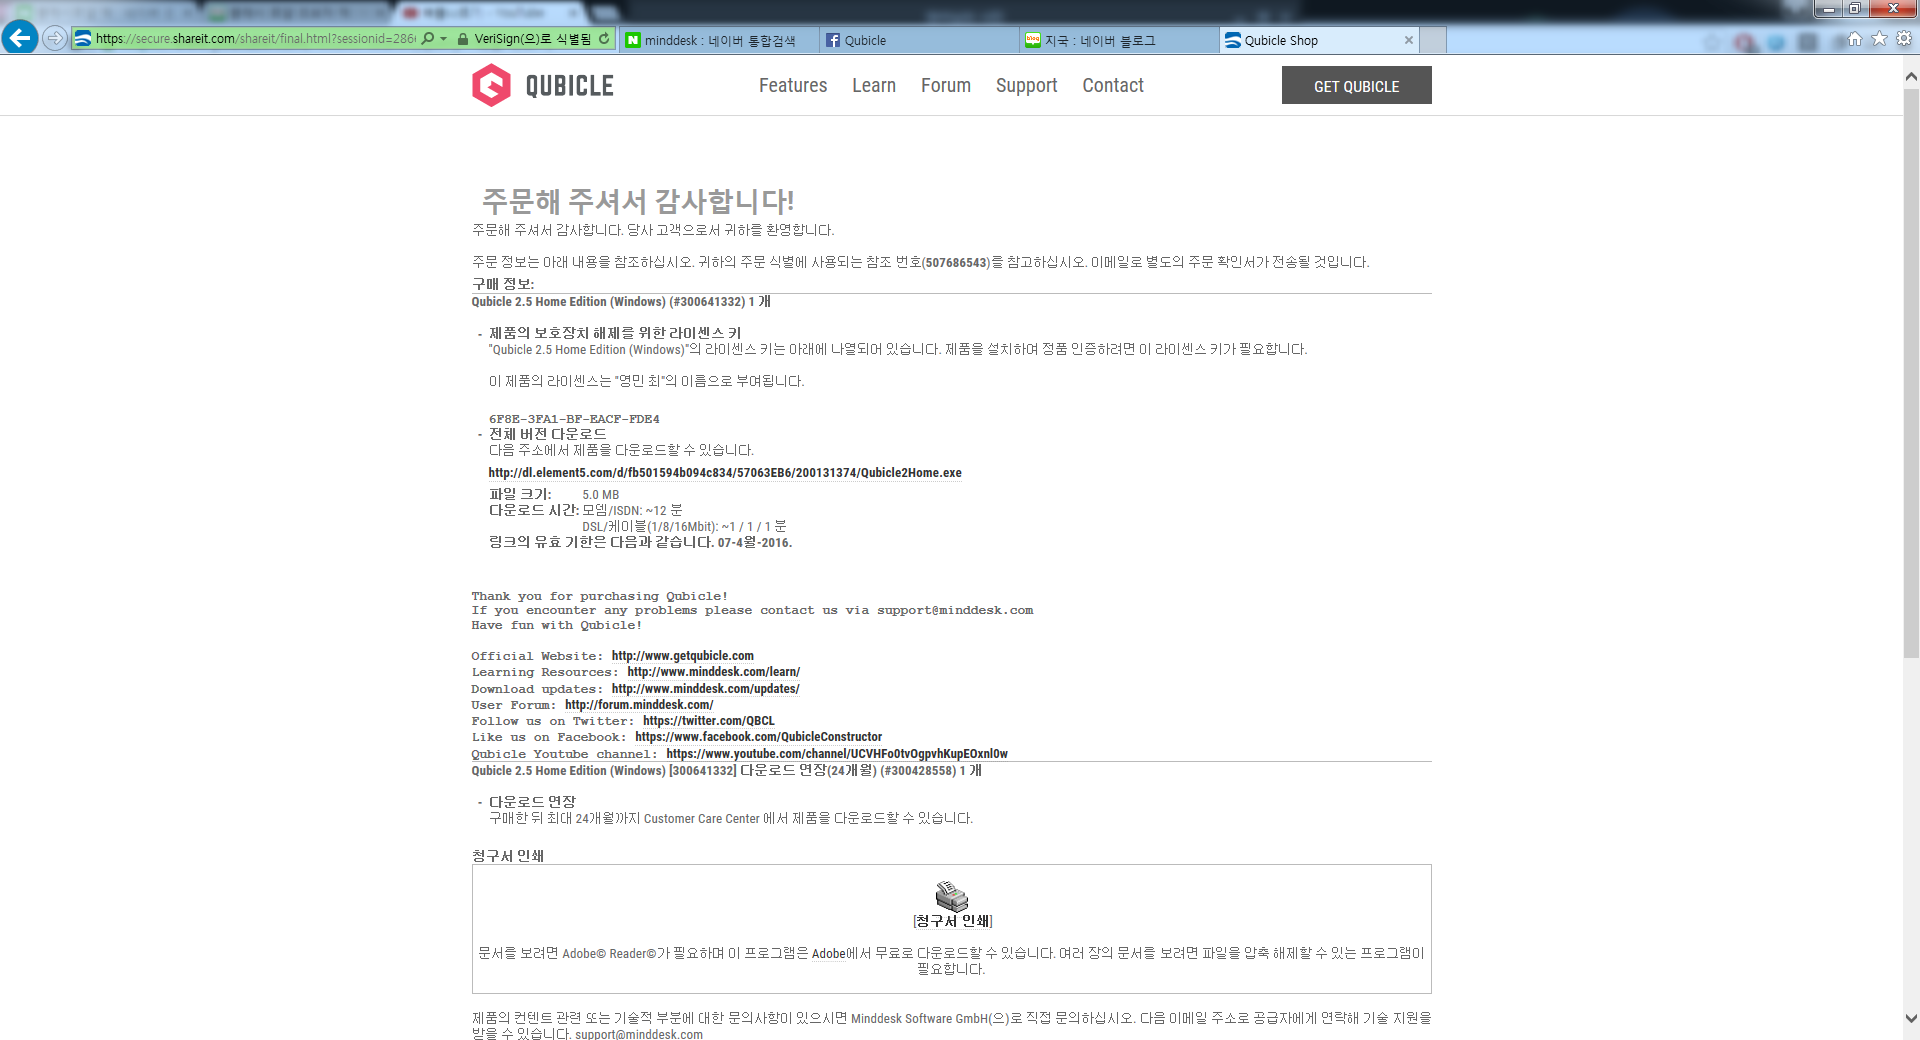 https://secure.shareit.com/shareit/final.html?sessionid=286
VeriSign(으)로 식별됨
minddesk : 네이버 통합검색
Qubicle
지국 : 네이버 블로그
Qubicle Shop
QUBICLE
Features
Learn
Forum
Support
Contact
GET QUBICLE
주문해 주셔서 감사합니다!
주문해 주셔서 감사합니다. 당사 고객으로서 귀하를 환영합니다.
주문 정보는 아래 내용을 참조하십시오. 귀하의 주문 식별에 사용되는 참조 번호(507686543)를 참고하십시오. 이메일로 별도의 주문 확인서가 전송될 것입니다.
구매 정보:
Qubicle 2.5 Home Edition (Windows) (#300641332) 1 개
- 제품의 보호장치 해제를 위한 라이센스 키
"Qubicle 2.5 Home Edition (Windows)"의 라이센스 키는 아래에 나열되어 있습니다. 제품을 설치하여 정품 인증하려면 이 라이센스 키가 필요합니다.
이 제품의 라이센스는 "영민 최"의 이름으로 부여됩니다.
6F8E-3FA1-BF-EACF-FDE4
- 전체 버전 다운로드
다음 주소에서 제품을 다운로드할 수 있습니다.
http://dl.element5.com/d/fb501594b094c834/57063EB6/200131374/Qubicle2Home.exe
파일 크기: 5.0 MB
다운로드 시간: 모뎀/ISDN: ~12 분
DSL/케이블(1/8/16Mbit): ~1 / 1 / 1 분
링크의 유효 기한은 다음과 같습니다. 07-4월-2016.
Thank you for purchasing Qubicle!
If you encounter any problems please contact us via support@minddesk.com
Have fun with Qubicle!
Official Website: http://www.getqubicle.com
Learning Resources: http://www.minddesk.com/learn/
Download updates: http://www.minddesk.com/updates/
User Forum: http://forum.minddesk.com/
Follow us on Twitter: https://twitter.com/QBCL
Like us on Facebook: https://www.facebook.com/QubicleConstructor
Qubicle Youtube channel: https://www.youtube.com/channel/UCVHFo0tvOgpvhKupEOxnl0w
Qubicle 2.5 Home Edition (Windows) [300641332] 다운로드 연장(24개월) (#300428558) 1 개
- 다운로드 연장
구매한 뒤 최대 24개월까지 Customer Care Center 에서 제품을 다운로드할 수 있습니다.
청구서 인쇄
[청구서 인쇄]
문서를 보려면 Adobe© Reader©가 필요하며 이 프로그램은 Adobe에서 무료로 다운로드할 수 있습니다. 여러 장의 문서를 보려면 파일을 압축 해제할 수 있는 프로그램이
필요합니다.
제품의 컨텐트 관련 또는 기술적 부분에 대한 문의사항이 있으시면 Minddesk Software GmbH(으)로 직접 문의하십시오. 다음 이메일 주소로 공급자에게 연락해 기술 지원을
받을 수 있습니다. support@minddesk.com